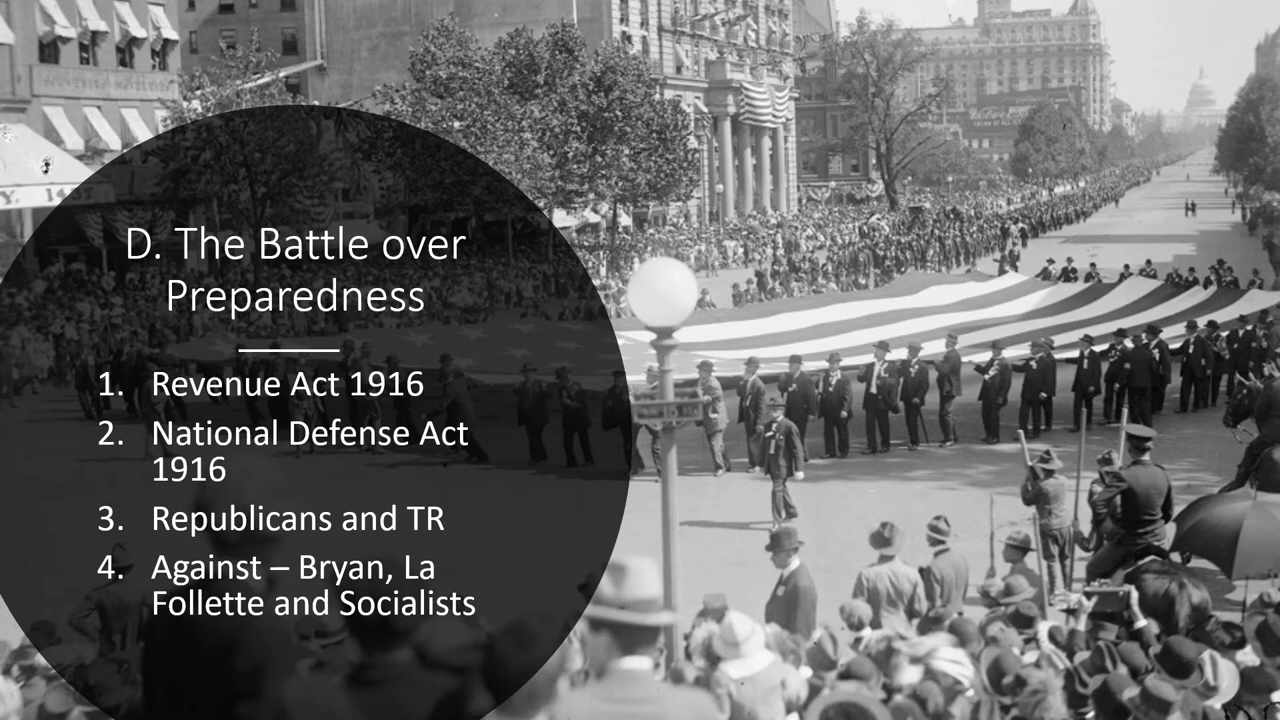 D. The Battle over
Preparedness
1. Revenue Act 1916
2. National Defense Act
1916
3. Republicans and TR
4. Against – Bryan, La
Follette and Socialists